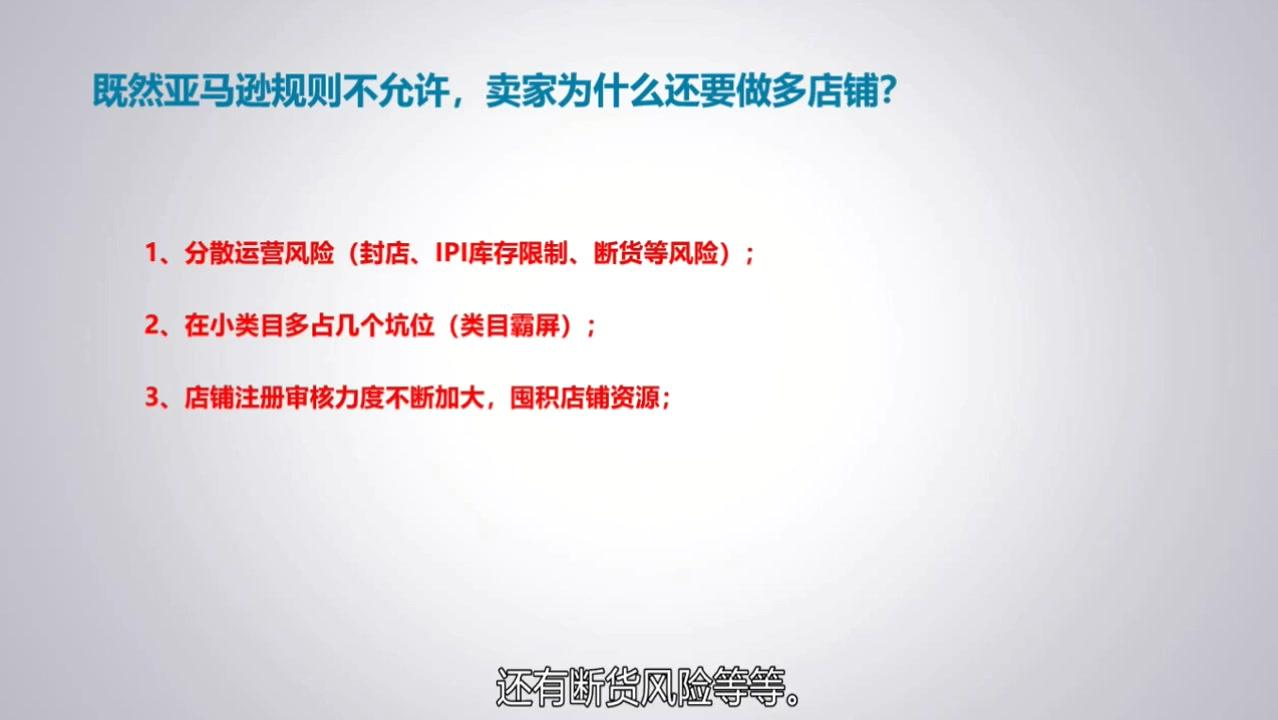 既然亚马逊规则不允许，卖家为什么还要做多店铺？
1、分散运营风险（封店、IPI库存限制、断货等风险）；
2、在小类目多占几个坑位（类目霸屏）；
3、店铺注册审核力度不断加大，囤积店铺资源；
还有断货风险等等。